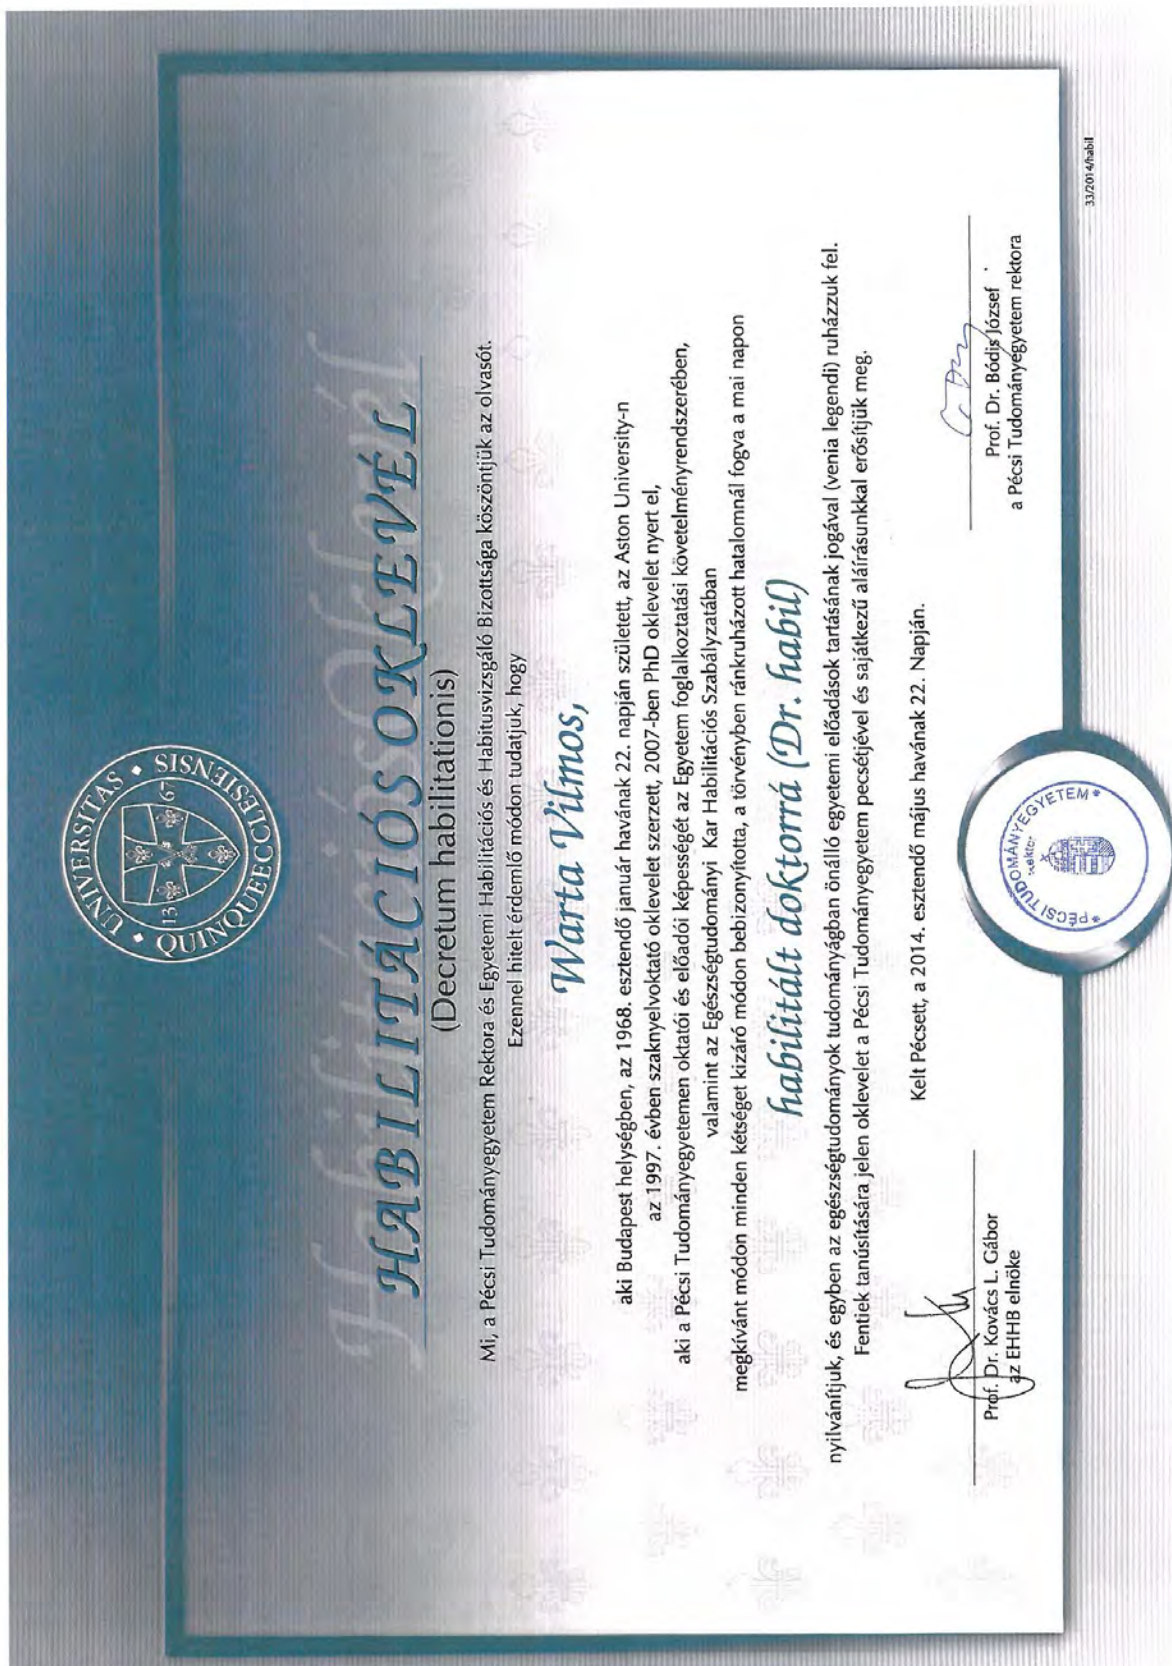 UNIVERSITAS • QUINQUEECCLESIENSIS •
13 67
Habilitációs Oklevél
HABILITÁCIÓS OKLEVÉL
(Decretum habilitationis)
Mi, a Pécsi Tudományegyetem Rektora és Egyetemi Habilitációs és Habitusvizsgáló Bizottsága köszöntjük az olvasót.
Ezennel hitelt érdemlő módon tudatjuk, hogy
Warta Vilmos,
aki Budapest helységben, az 1968. esztendő január havának 22. napján született, az Aston University-n
az 1997. évben szaknyelvoktató oklevelet szerzett, 2007-ben PhD oklevelet nyert el,
aki a Pécsi Tudományegyetemen oktatói és előadói képességét az Egyetem foglalkoztatási követelményrendszerében,
valamint az Egészségtudományi Kar Habilitációs Szabályzatában
megkívánt módon minden kétséget kizáró módon bebizonyította, a törvényben ránkruházott hatalomnál fogva a mai napon
habilitált doktorrá (Dr. habil)
nyilvánítjuk, és egyben az egészségtudományok tudományágban önálló egyetemi előadások tartásának jogával (venia legendi) ruházzuk fel.
Fentiek tanúsítására jelen oklevelet a Pécsi Tudományegyetem pecsétjével és sajátkezű aláírásunkkal erősítjük meg.
Kelt Pécsett, a 2014. esztendő május havának 22. Napján.
Prof. Dr. Kovács L. Gábor
az EHHB elnöke
* PÉCSI TUDOMÁNYEGYETEM *
Rektor
Prof. Dr. Bódis József
a Pécsi Tudományegyetem rektora
33/2014/habil